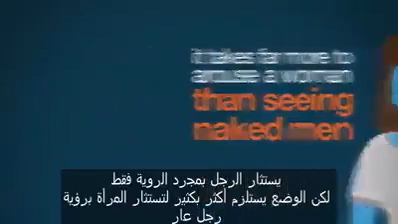 it takes far more to
arouse a woman
than seeing
naked men
يستثار الرجل بمجرد الروية فقط
لكن الوضع يستلزم أكثر بكثير لتستثار المرأة برؤية
رجل عار